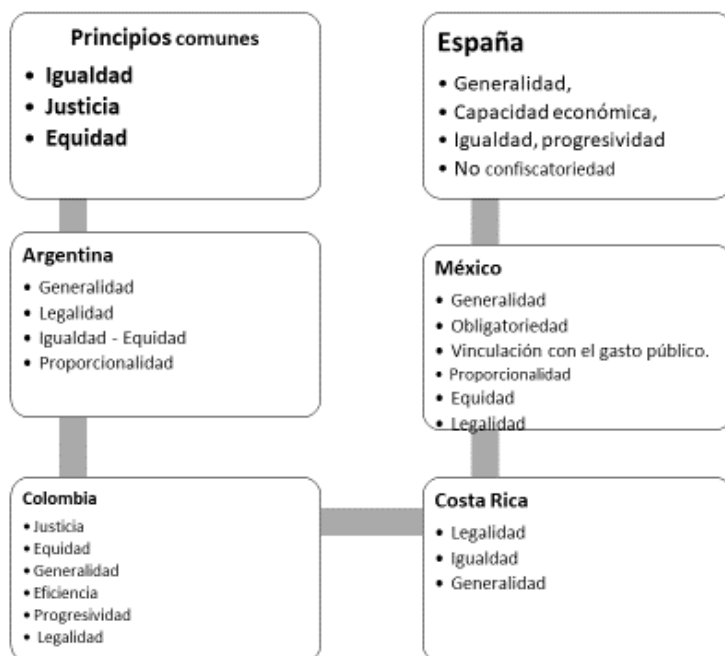 Principios comunes
• Igualdad
• Justicia
• Equidad
Argentina
• Generalidad
• Legalidad
• Igualdad - Equidad
• Proporcionalidad
Colombia
• Justicia
• Equidad
• Generalidad
• Eficiencia
• Progresividad
• Legalidad
Costa Rica
• Legalidad
• Igualdad
• Generalidad
México
• Generalidad
• Obligatoriedad
• Vinculación con el gasto público.
• Proporcionalidad
• Equidad
• Legalidad
España
• Generalidad,
• Capacidad económica,
• Igualdad, progresividad
• No confiscatoriedad